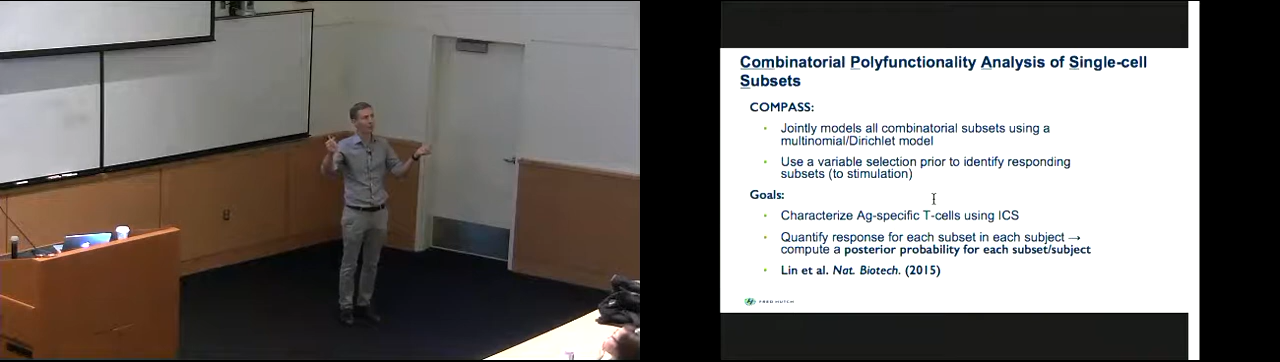 Combinatorial Polyfunctionality Analysis of Single-cell
Subsets
COMPASS:
• Jointly models all combinatorial subsets using a
multinomial/Dirichlet model
• Use a variable selection prior to identify responding
subsets (to stimulation)
Goals:
• Characterize Ag-specific T-cells using ICS
• Quantify response for each subset in each subject →
compute a posterior probability for each subset/subject
• Lin et al. Nat. Biotech. (2015)
FRED HUTCH